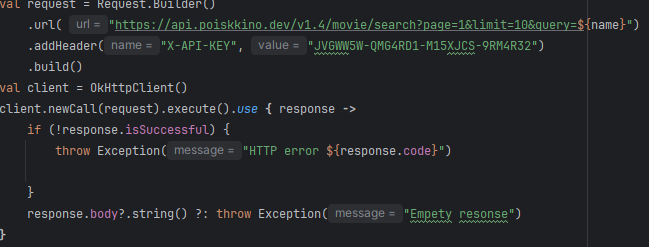 val request = Request.Builder()
.url( url = "https://api.poiskkino.dev/v1.4/movie/search?page=1&limit=10&query=${name}")
.addHeader( name = "X-API-KEY", value = "JVGWW5W-QMG4RD1-M15XJCS-9RM4R32")
.build()
val client = OkHttpClient()
client.newCall(request).execute().use { response ->
if (!response.isSuccessful) {
throw Exception( message = "HTTP error ${response.code}")
}
response.body?.string() ?: throw Exception( message = "Empety resonse")
}